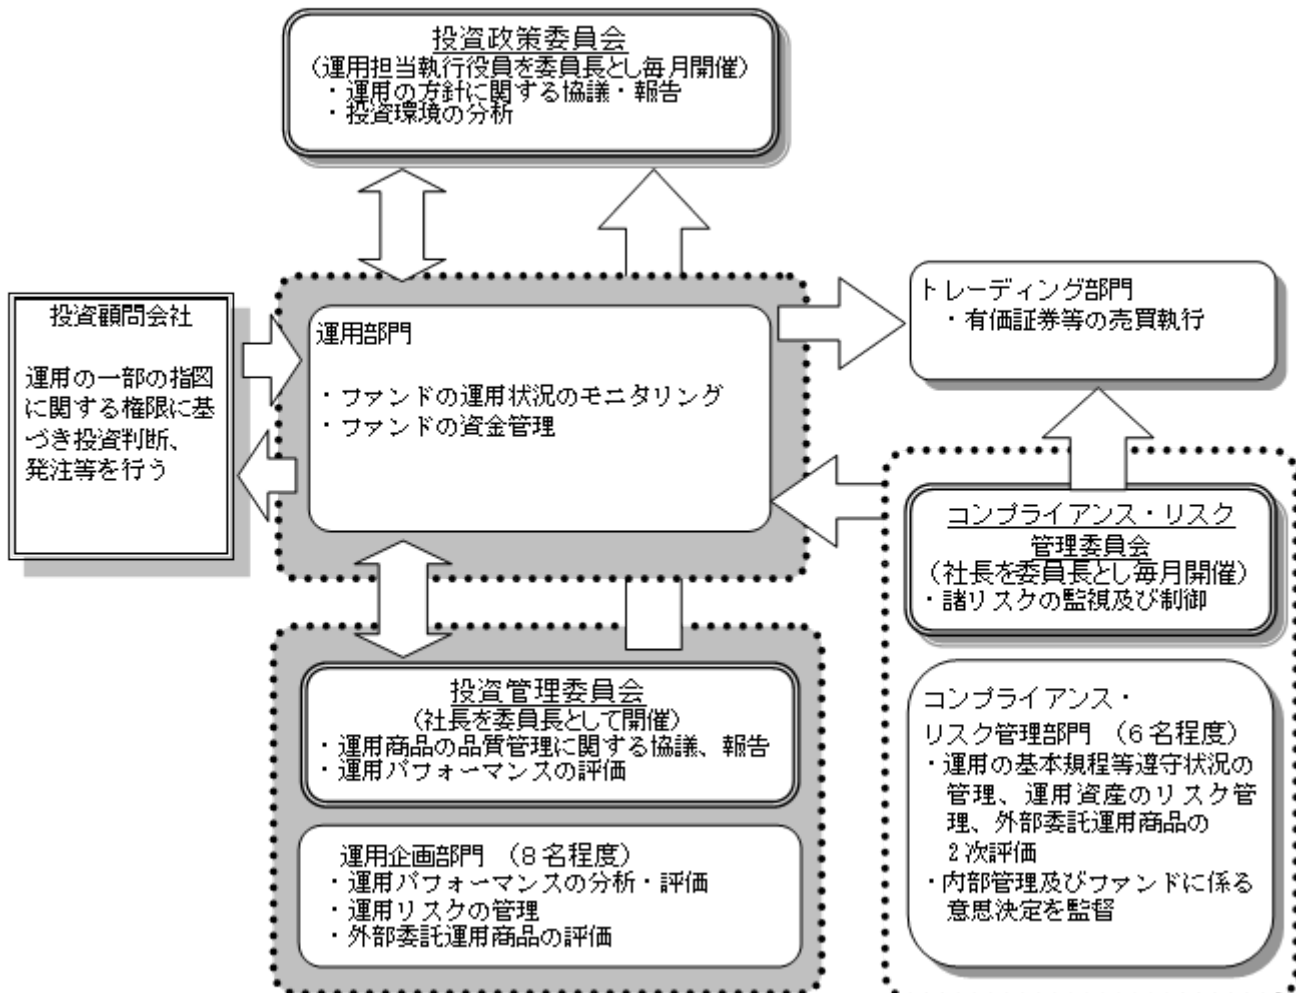 投資政策委員会
（運用担当執行役員を委員長とし毎月開催）
・運用の方針に関する協議・報告
・投資環境の分析
投資顧問会社
運用の一部の指図
に関する権限に基
づき投資判断、
発注等を行う
運用部門
・ファンドの運用状況のモニタリング
・ファンドの資金管理
トレーディング部門
・有価証券等の売買執行
コンプライアンス・リスク
管理委員会
（社長を委員長とし毎月開催）
・諸リスクの監視及び制御
投資管理委員会
（社長を委員長として開催）
・運用商品の品質管理に関する協議、報告
・運用パフォーマンスの評価
運用企画部門　（８名程度）
・運用パフォーマンスの分析・評価
・運用リスクの管理
・外部委託運用商品の評価
コンプライアンス・
リスク管理部門　（６名程度）
・運用の基本規程等遵守状況の
管理、運用資産のリスク管
理、外部委託運用商品の
２次評価
・内部管理及びファンドに係る
意思決定を監督